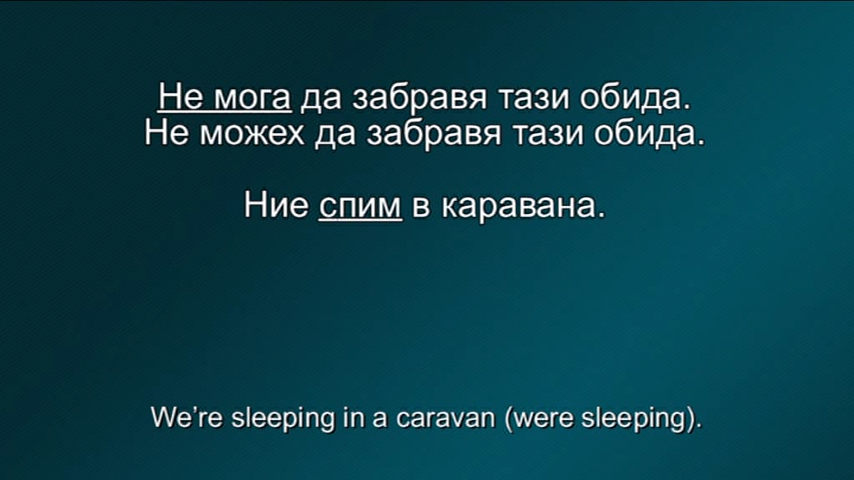 Не мога да забравя тази обида.
Не можех да забравя тази обида.
Ние спим в каравана.
We're sleeping in a caravan (were sleeping).